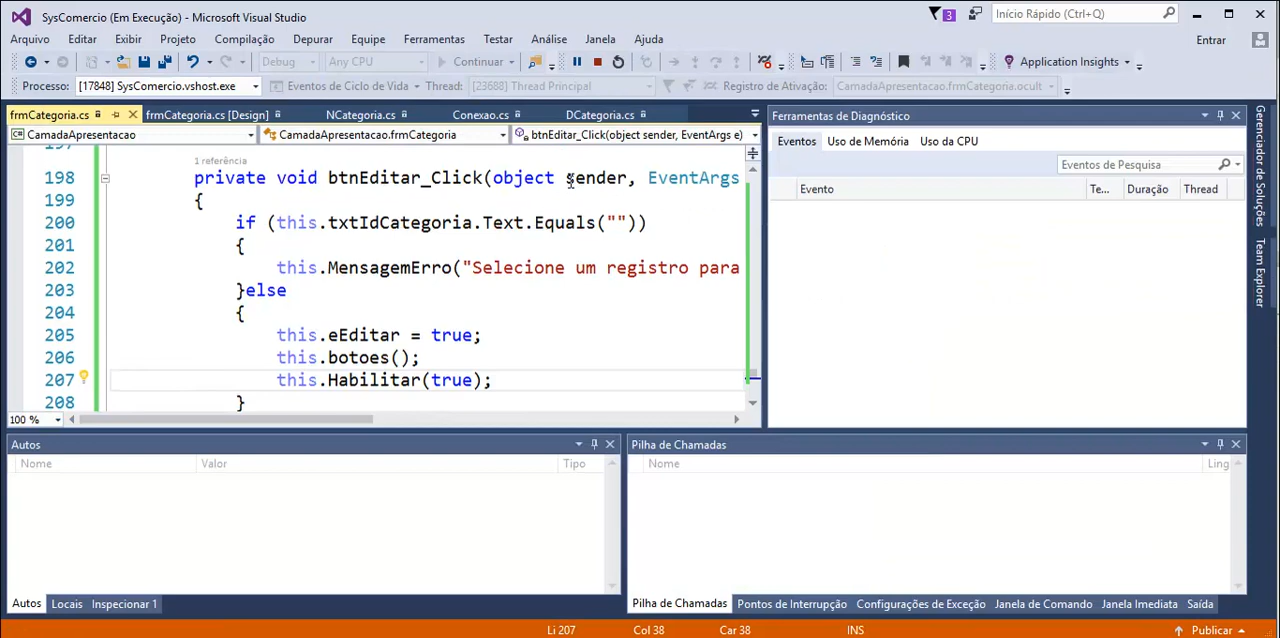 SysComercio (Em Execução) - Microsoft Visual Studio
3
Início Rápido (Ctrl+Q)
Arquivo Editar Exibir Projeto Compilação Depurar Equipe Ferramentas Testar Análise Janela Ajuda
Entrar
Debug Any CPU Continuar Application Insights
Processo: [17848] SysComercio.vshost.exe Eventos de Ciclo de Vida Thread: [23688] Thread Principal Registro de Ativação: CamadaApresentacao.frmCategoria.ocult
frmCategoria.cs frmCategoria.cs [Design] NCategoria.cs Conexao.cs DCategoria.cs
CamadaApresentacao CamadaApresentacao.frmCategoria btnEditar_Click(object sender, EventArgs e)
197
1 referência
198 private void btnEditar_Click(object sender, EventArgs
199 {
200 if (this.txtIdCategoria.Text.Equals(""))
201 {
202 this.MensagemErro("Selecione um registro para
203 }else
204 {
205 this.eEditar = true;
206 this.botoes();
207 this.Habilitar(true);
208 }
100 %
Ferramentas de Diagnóstico
Eventos Uso de Memória Uso da CPU
Eventos de Pesquisa
Evento Te... Duração Thread
Gerenciador de Soluções
Team Explorer
Autos
Nome Valor Tipo
Autos Locais Inspecionar 1
Pilha de Chamadas
Nome Ling
Pilha de Chamadas Pontos de Interrupção Configurações de Exceção Janela de Comando Janela Imediata Saída
Li 207 Col 38 Car 38 INS Publicar